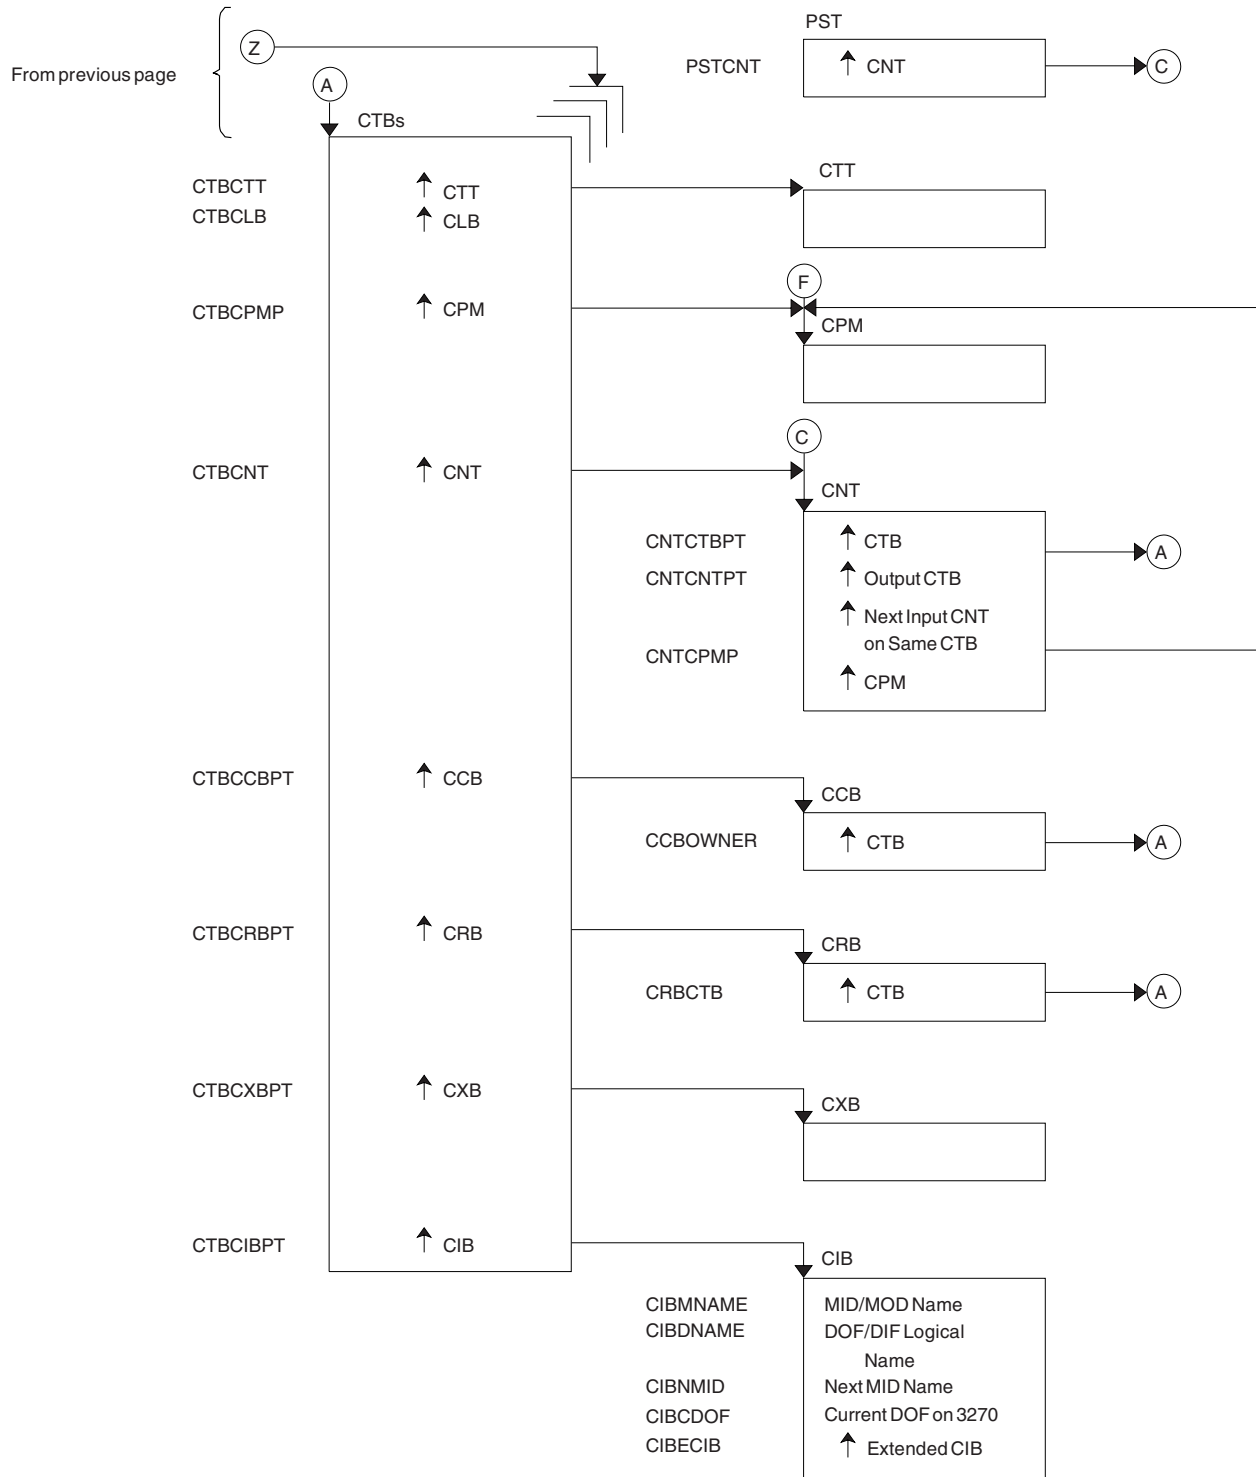 PST
Z
From previous page
PSTCNT
CNT
C
A
CTBs
CTT
CTBCTT
CTT
CTBCLB
CLB
F
CTBCPMP
CPM
CPM
C
CTBCNT
CNT
CNT
CNTCTBPT
CTB
A
CNTCNTPT
Output CTB
Next Input CNT
on Same CTB
CNTCPMP
CPM
CTBCCBPT
CCB
CCB
CCBOWNER
CTB
A
CTBCRBPT
CRB
CRB
CRBCTB
CTB
A
CTBCXBPT
CXB
CXB
CTBCIBPT
CIB
CIB
CIBMNAME
MID/MOD Name
CIBDNAME
DOF/DIF Logical
Name
CIBNMID
Next MID Name
CIBCDOF
Current DOF on 3270
CIBECIB
Extended CIB